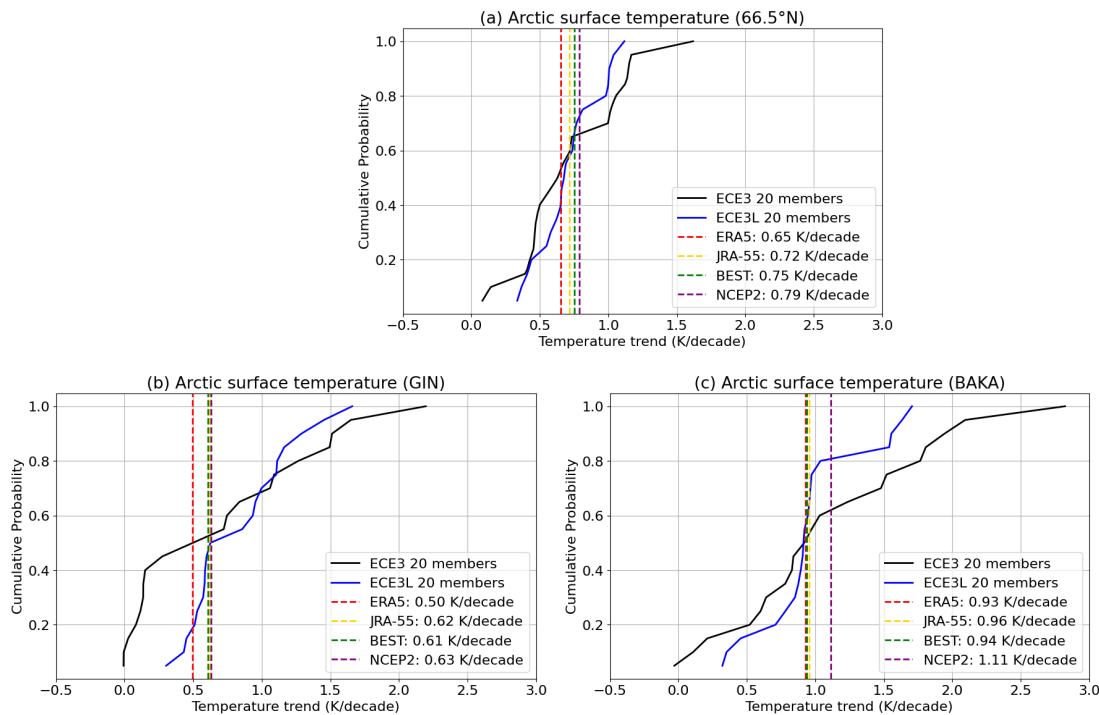 (a) Arctic surface temperature (66.5°N)
Cumulative Probability
1.0
0.8
0.6
0.4
0.2
ECE3 20 members
ECE3L 20 members
ERA5: 0.65 K/decade
JRA-55: 0.72 K/decade
BEST: 0.75 K/decade
NCEP2: 0.79 K/decade
−0.5 0.0 0.5 1.0 1.5 2.0 2.5 3.0
Temperature trend (K/decade)
(b) Arctic surface temperature (GIN)
Cumulative Probability
1.0
0.8
0.6
0.4
0.2
ECE3 20 members
ECE3L 20 members
ERA5: 0.50 K/decade
JRA-55: 0.62 K/decade
BEST: 0.61 K/decade
NCEP2: 0.63 K/decade
−0.5 0.0 0.5 1.0 1.5 2.0 2.5 3.0
Temperature trend (K/decade)
(c) Arctic surface temperature (BAKA)
Cumulative Probability
1.0
0.8
0.6
0.4
0.2
ECE3 20 members
ECE3L 20 members
ERA5: 0.93 K/decade
JRA-55: 0.96 K/decade
BEST: 0.94 K/decade
NCEP2: 1.11 K/decade
−0.5 0.0 0.5 1.0 1.5 2.0 2.5 3.0
Temperature trend (K/decade)